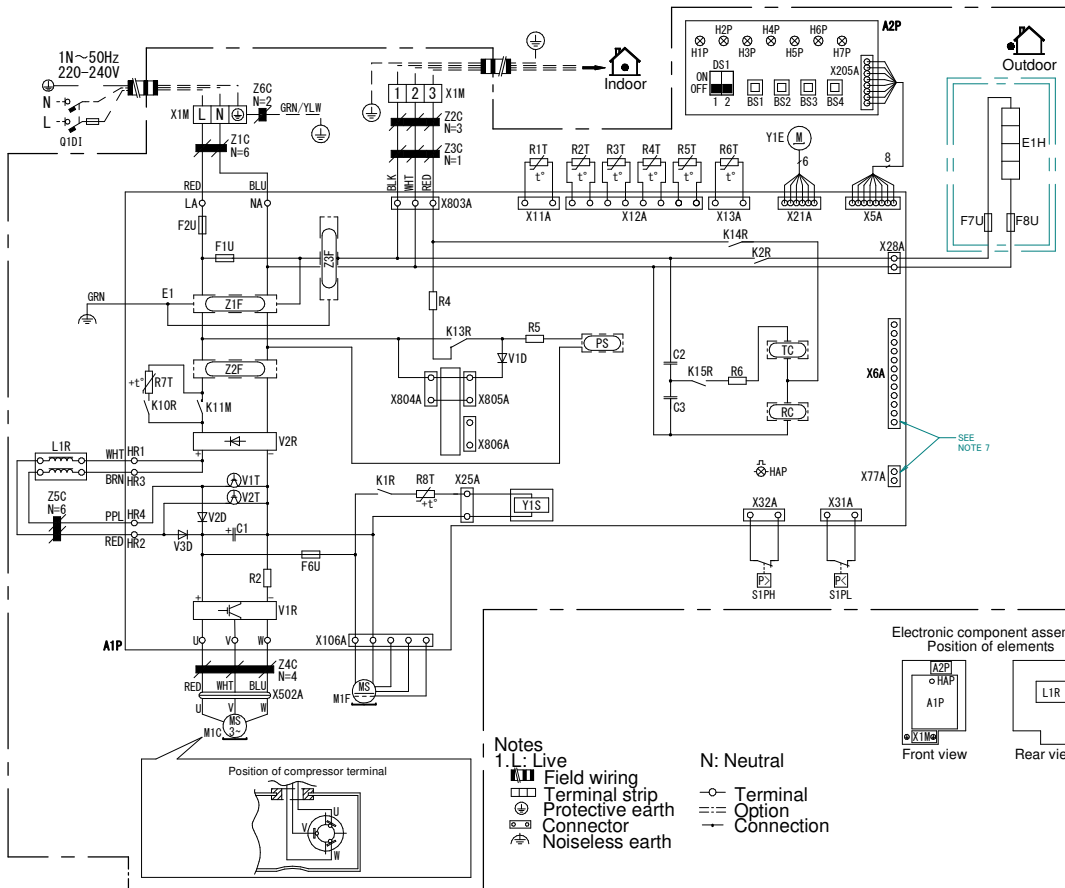 1N～50Hz
220-240V
N
L
Q1DI
Z6C
N=2
GRN/YLW
X1M
L N
Z1C
N=6
1 2 3
X1M
Z2C
N=3
Z3C
N=1
Indoor
H2P H4P H6P
H1P H3P H5P H7P
A2P
DS1
ON
OFF
1 2
BS1 BS2 BS3 BS4
X205A
Outdoor
RED BLU
LA NA
BLK WHT RED
X803A
R1T R2T R3T R4T R5T R6T
t° t° t° t° t° t°
Y1E M
6
8
X11A X12A X13A X21A X5A
E1H
F7U F8U
F2U
F1U
Z3F
K14R
K2R
X28A
GRN
E1
Z1F
R4
K13R
R5
PS
V1D
C2
K15R
R6
TC
C3
RC
X6A
Z2F
+t°
R7T
K10R
K11M
X804A X805A
X806A
SEE
NOTE 7
X77A
HAP
L1R
WHT HR1
BRN HR3
V2R
+ −
V1T
V2T
Z5C
N=6
PPL HR4
RED HR2
V2D
V3D
+ C1
K1R
R8T
+t°
X25A
Y1S
X32A X31A
F6U
R2
P> P<
S1PH S1PL
+ −
V1R
U V W
A1P
X106A
Z4C
N=4
RED WHT BLU
X502A
U V W
MS
3~
M1C
MS
M1F
Position of compressor terminal
U
V
W
Electronic component assem
Position of elements
A2P
HAP
A1P
X1M
Front view
L1R
Rear vie
Notes
1.L: Live N: Neutral
Field wiring
Terminal strip Terminal
Protective earth Option
Connector Connection
Noiseless earth